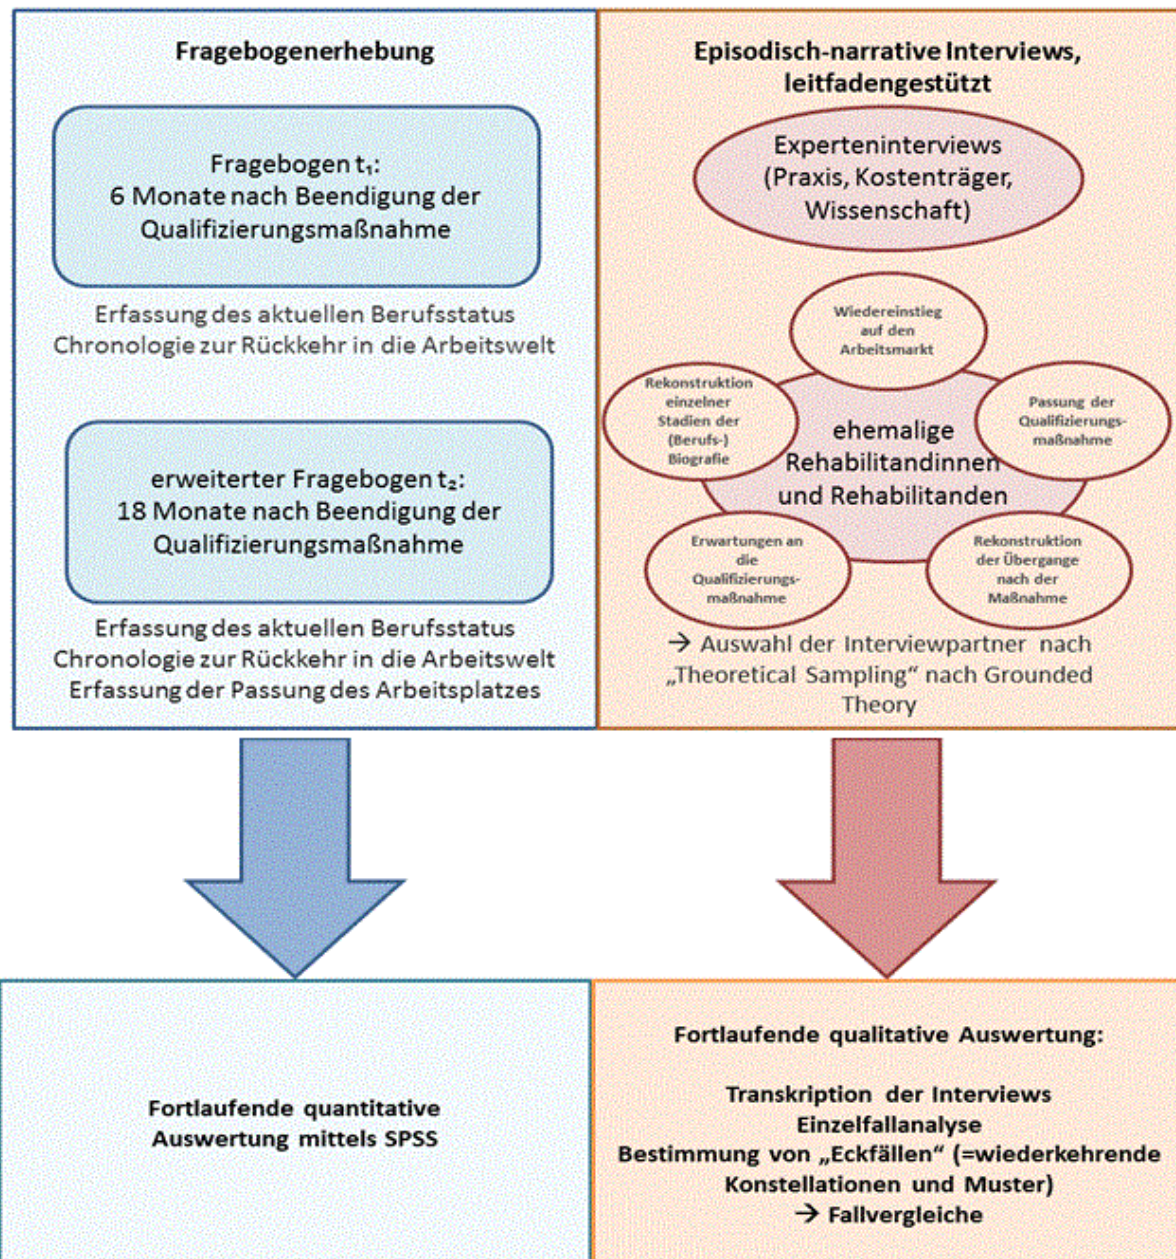 Fragebogenerhebung
Fragebogen t₁:
6 Monate nach Beendigung der
Qualifizierungsmaßnahme
Erfassung des aktuellen Berufsstatus
Chronologie zur Rückkehr in die Arbeitswelt
erweiterter Fragebogen t₂:
18 Monate nach Beendigung der
Qualifizierungsmaßnahme
Erfassung des aktuellen Berufsstatus
Chronologie zur Rückkehr in die Arbeitswelt
Erfassung der Passung des Arbeitsplatzes
Episodisch-narrative Interviews,
leitfadengestützt
Experteninterviews
(Praxis, Kostenträger,
Wissenschaft)
Wiedereinstieg
auf den
Arbeitsmarkt
Rekonstruktion
einzelner
Stadien der
(Berufs-)
Biografie
Passung der
Qualifizierungs-
maßnahme
ehemalige
Rehabilitandinnen
und Rehabilitanden
Erwartungen an
die
Qualifizierungs-
maßnahme
Rekonstruktion
der Übergange
nach der
Maßnahme
→ Auswahl der Interviewpartner nach
„Theoretical Sampling“ nach Grounded
Theory
Fortlaufende quantitative
Auswertung mittels SPSS
Fortlaufende qualitative Auswertung:
Transkription der Interviews
Einzelfallanalyse
Bestimmung von „Eckfällen“ (=wiederkehrende
Konstellationen und Muster)
→ Fallvergleiche